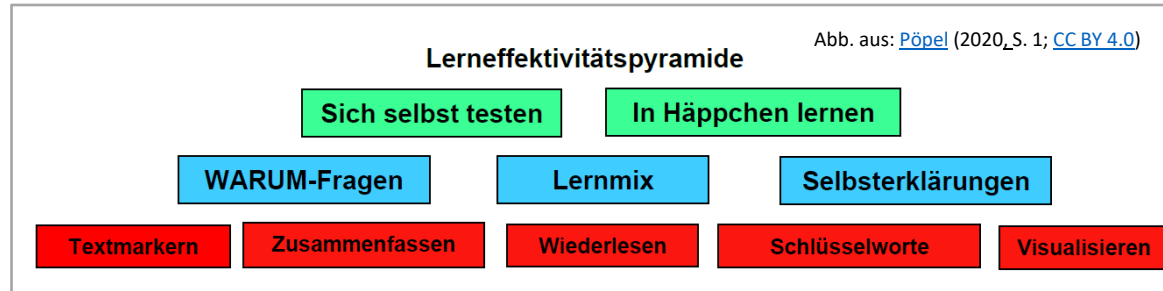 Abb. aus: Pöpel (2020, S. 1; CC BY 4.0)
Lerneffektivitätspyramide
Sich selbst testen
In Häppchen lernen
WARUM-Fragen
Lernmix
Selbsterklärungen
Textmarkern
Zusammenfassen
Wiederlesen
Schlüsselworte
Visualisieren